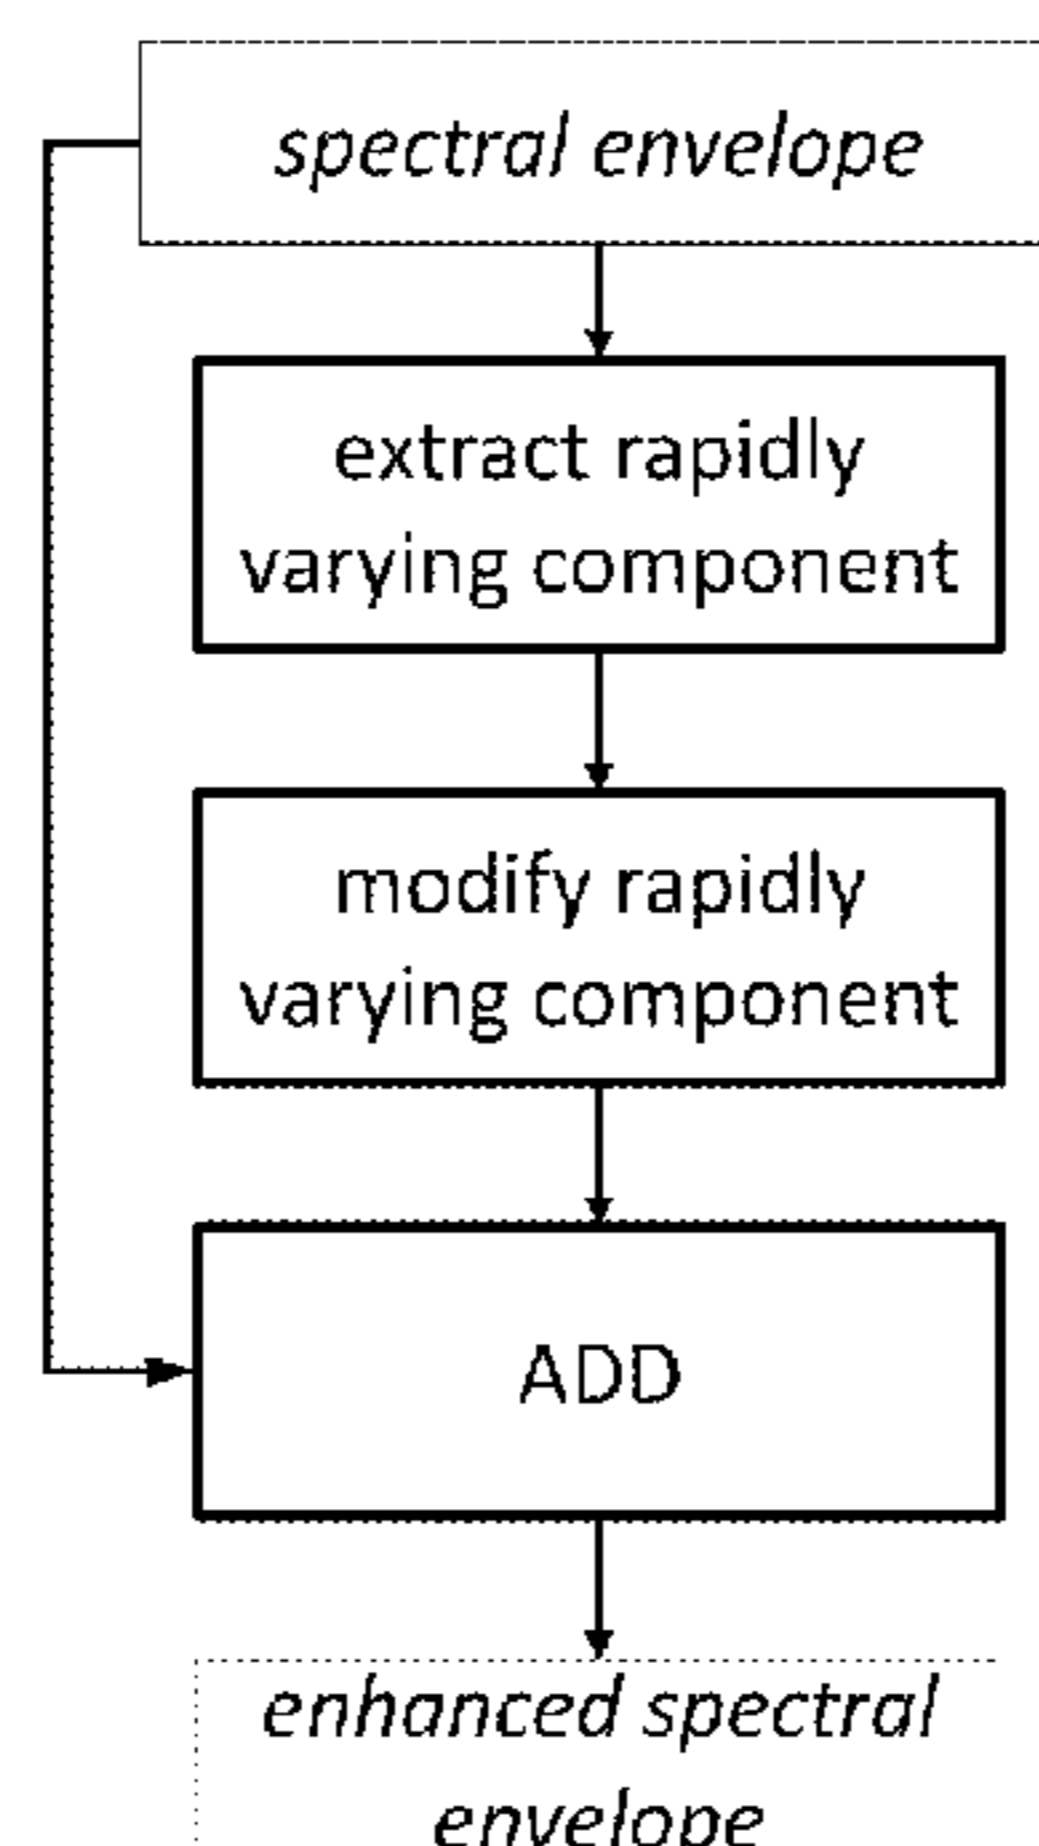 spectral envelope
extract rapidly
varying component
modify rapidly
varying component
ADD
enhanced spectral
envelope